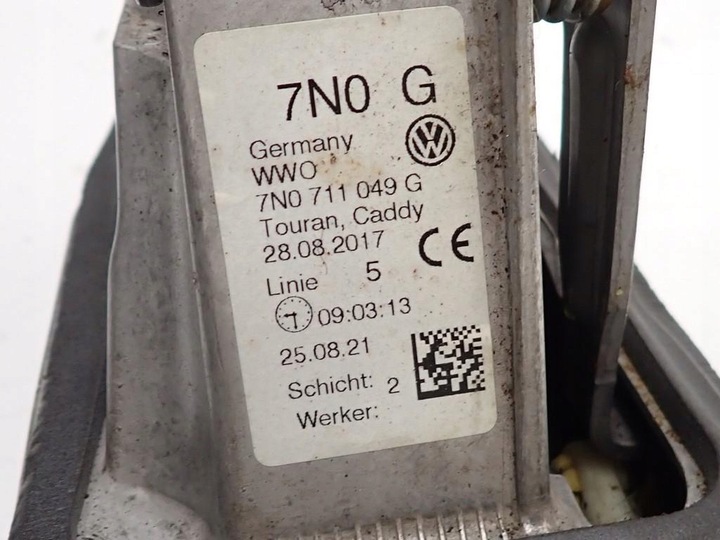 7N0 G
Germany
WWO
7N0 711 049 G
Touran, Caddy
28.08.2017
CE
Linie 5
09:03:13
25.08.21
Schicht: 2
Werker: